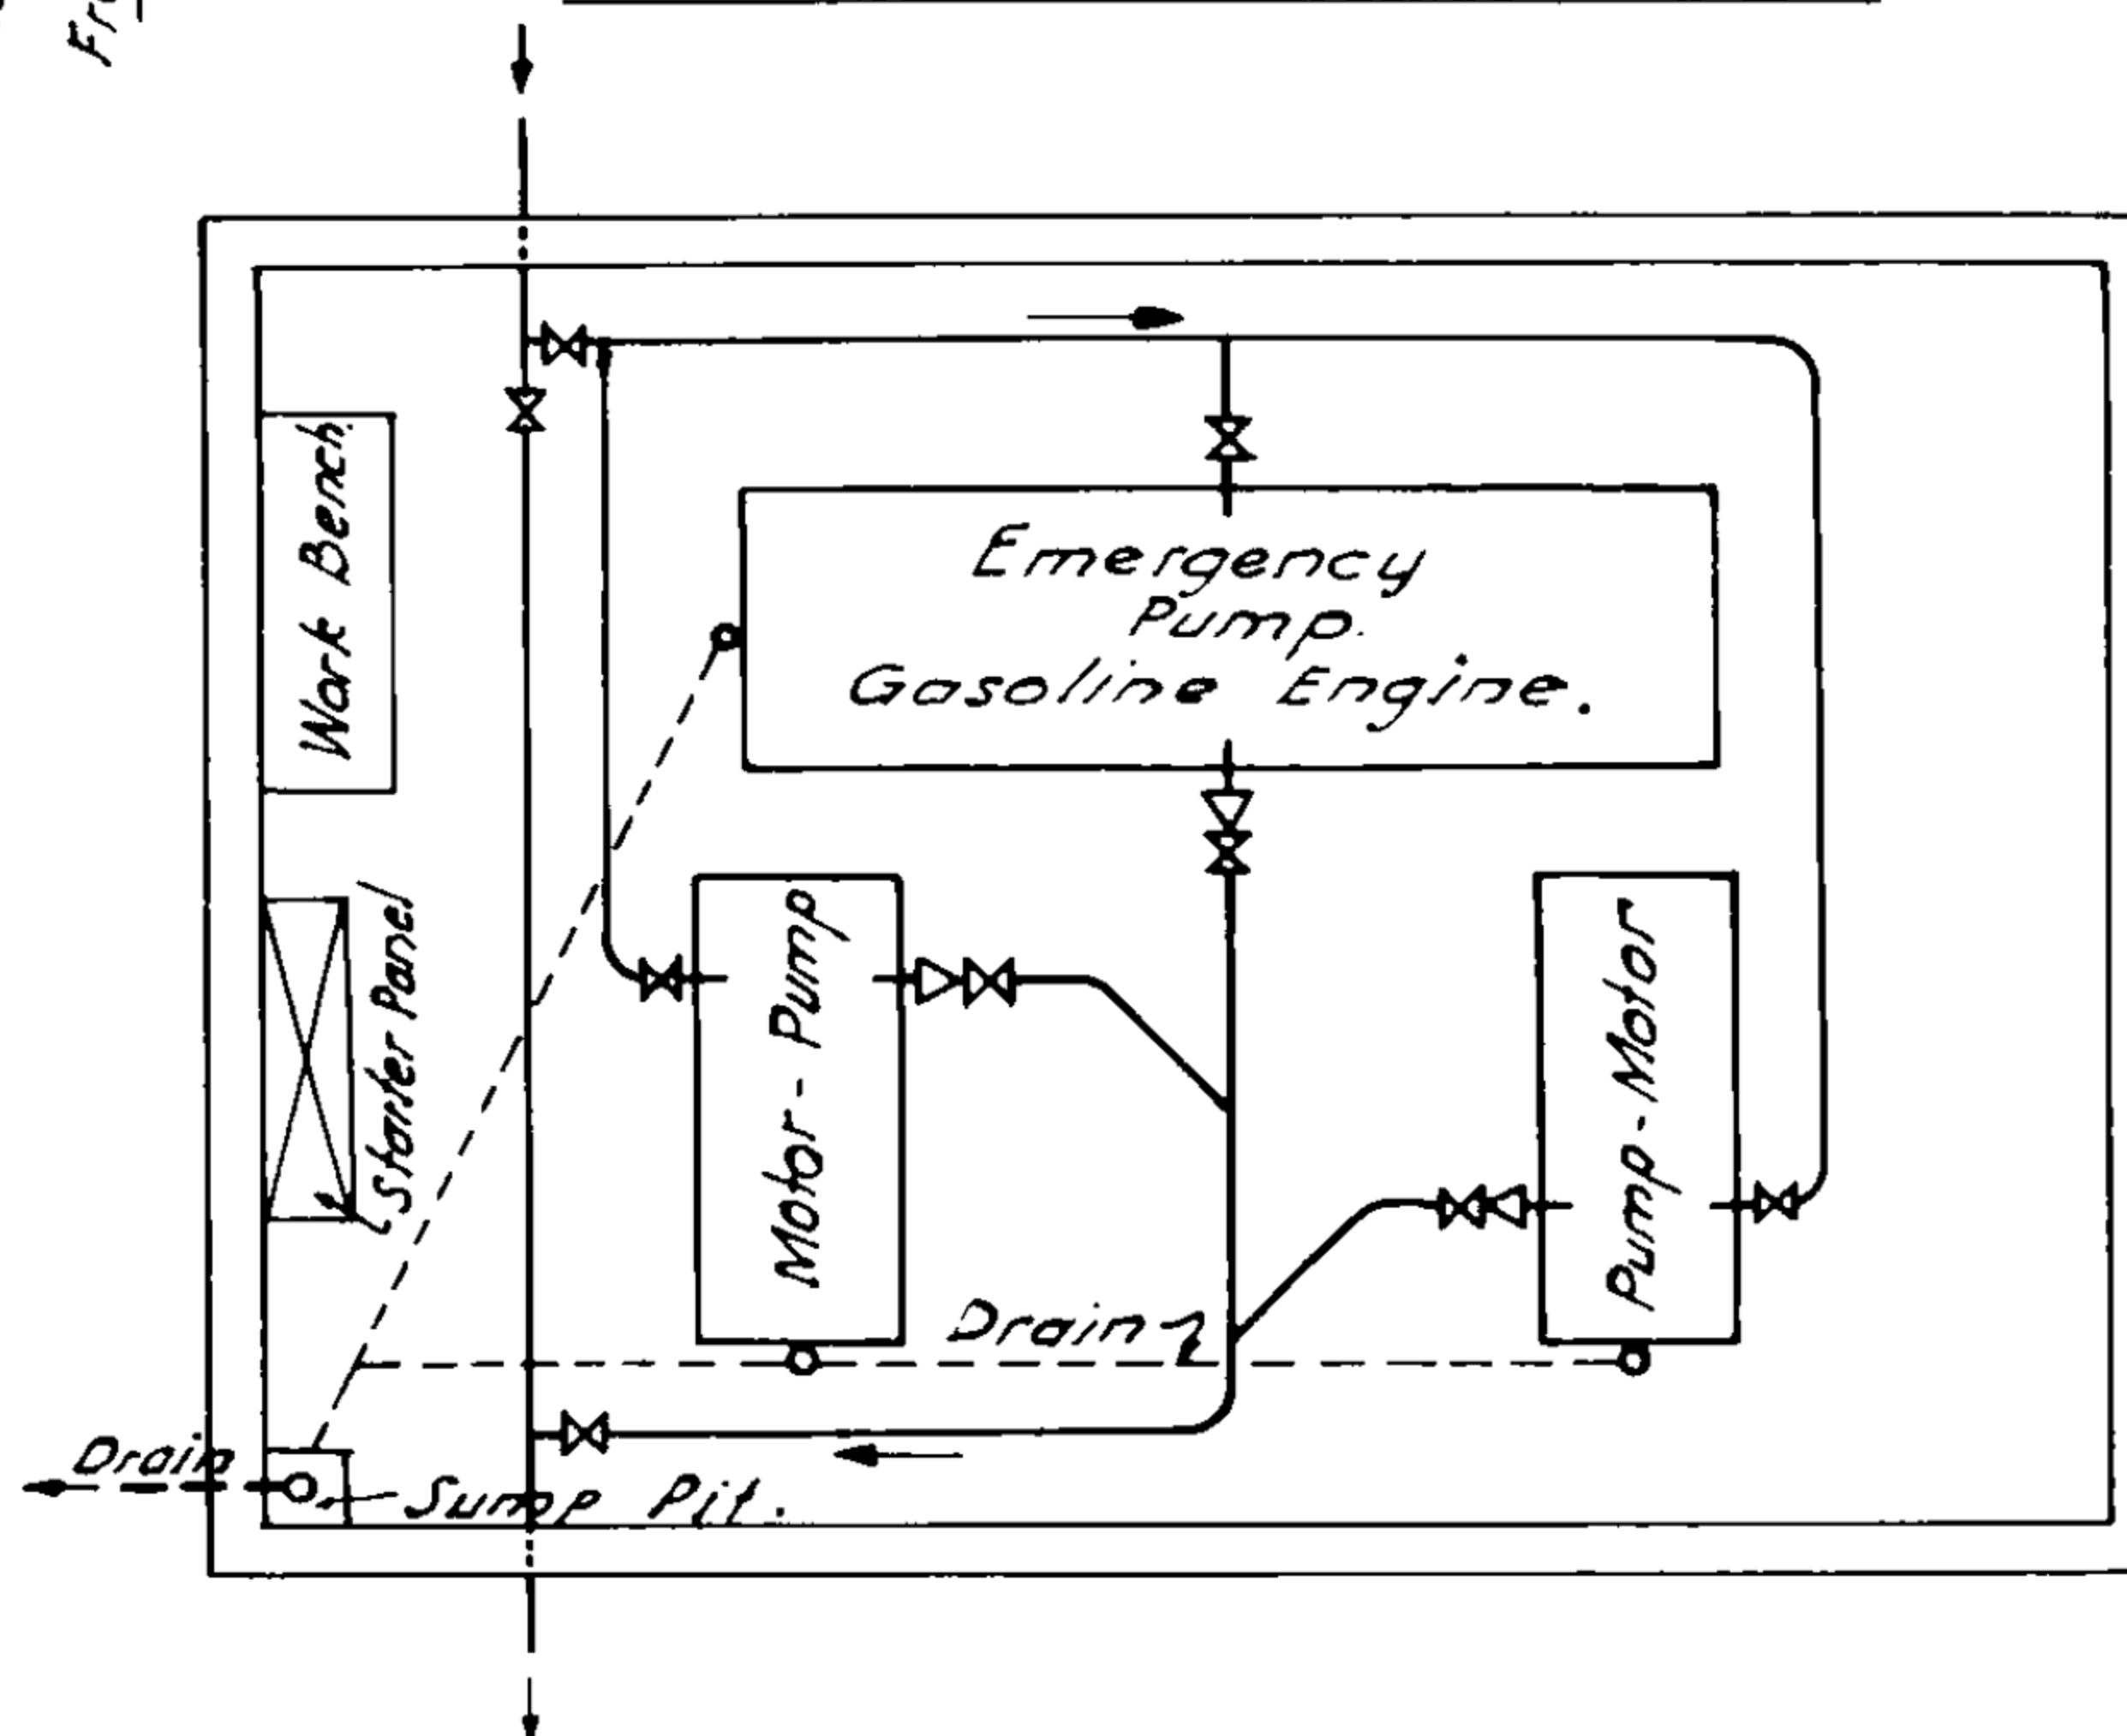 Emergency
Pump.
Gasoline Engine.
Work Bench.
Starter Panel
Motor - Pump
Pump - Motor
Drain
Drain
Sump Pit.